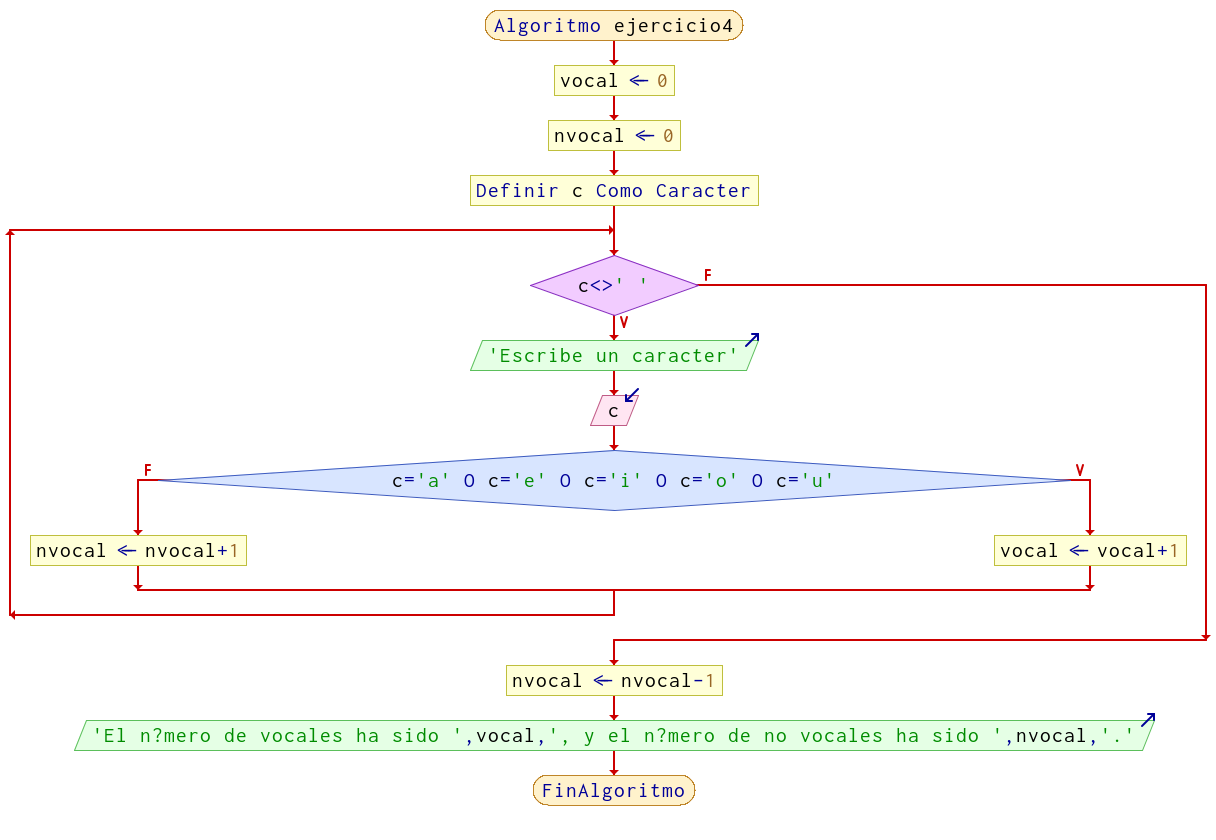 Algoritmo ejercicio4
vocal ← 0
nvocal ← 0
Definir c Como Caracter
c<>' '
F
V
'Escribe un caracter'
c
F
c='a' O c='e' O c='i' O c='o' O c='u'
V
nvocal ← nvocal+1
vocal ← vocal+1
nvocal ← nvocal-1
'El n?mero de vocales ha sido ',vocal,', y el n?mero de no vocales ha sido ',nvocal,'.'
FinAlgoritmo